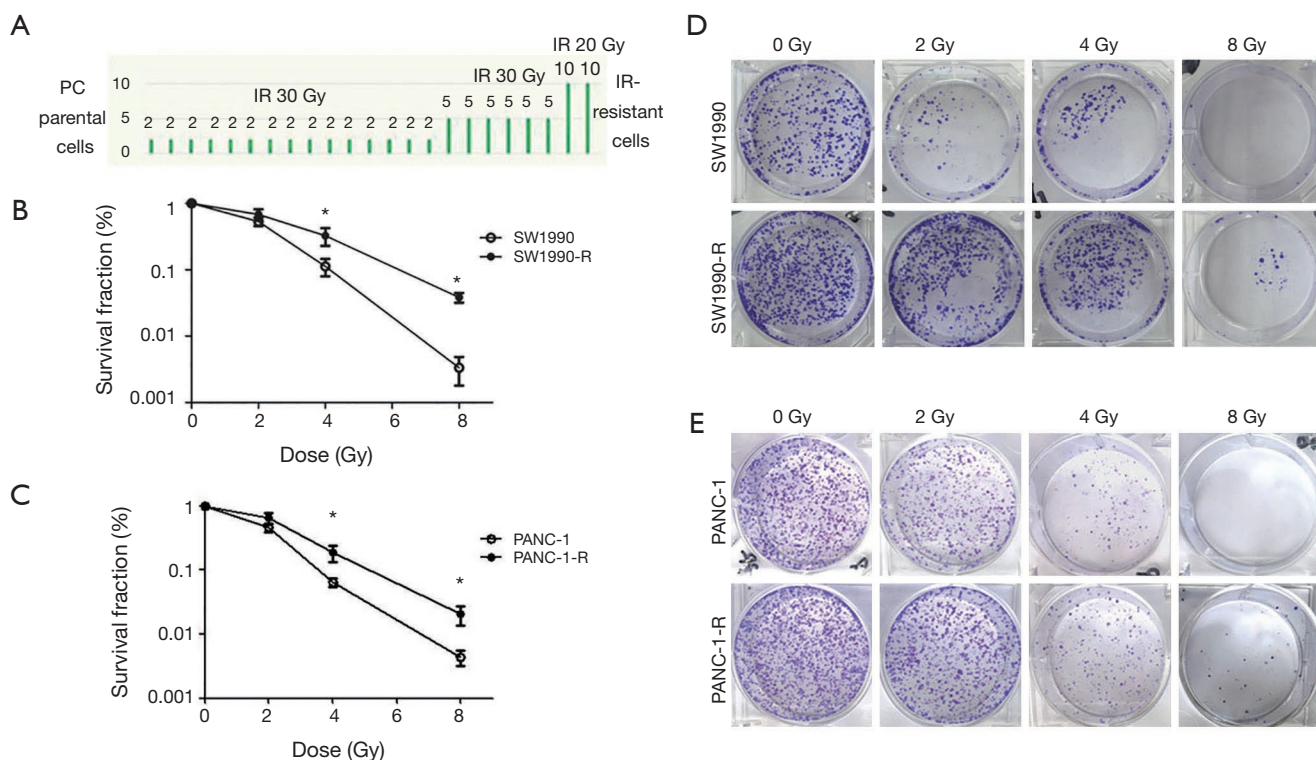 A
IR 20 Gy
IR 30 Gy 10 10 IR-
PC 10
IR 30 Gy
parental 5 5 5 5 5 5 5 resistant
2 2 2 2 2 2 2 2 2 2 2 2 2 2 2
cells 0 cells
B
1
0.1
0.01
0.001
Survival fraction (%)
* *
SW1990
SW1990-R
0 2 4 6 8
Dose (Gy)
C
1
0.1
0.01
0.001
Survival fraction (%)
* *
PANC-1
PANC-1-R
0 2 4 6 8
Dose (Gy)
D
0 Gy 2 Gy 4 Gy 8 Gy
SW1990
SW1990-R
E
0 Gy 2 Gy 4 Gy 8 Gy
PANC-1
PANC-1-R